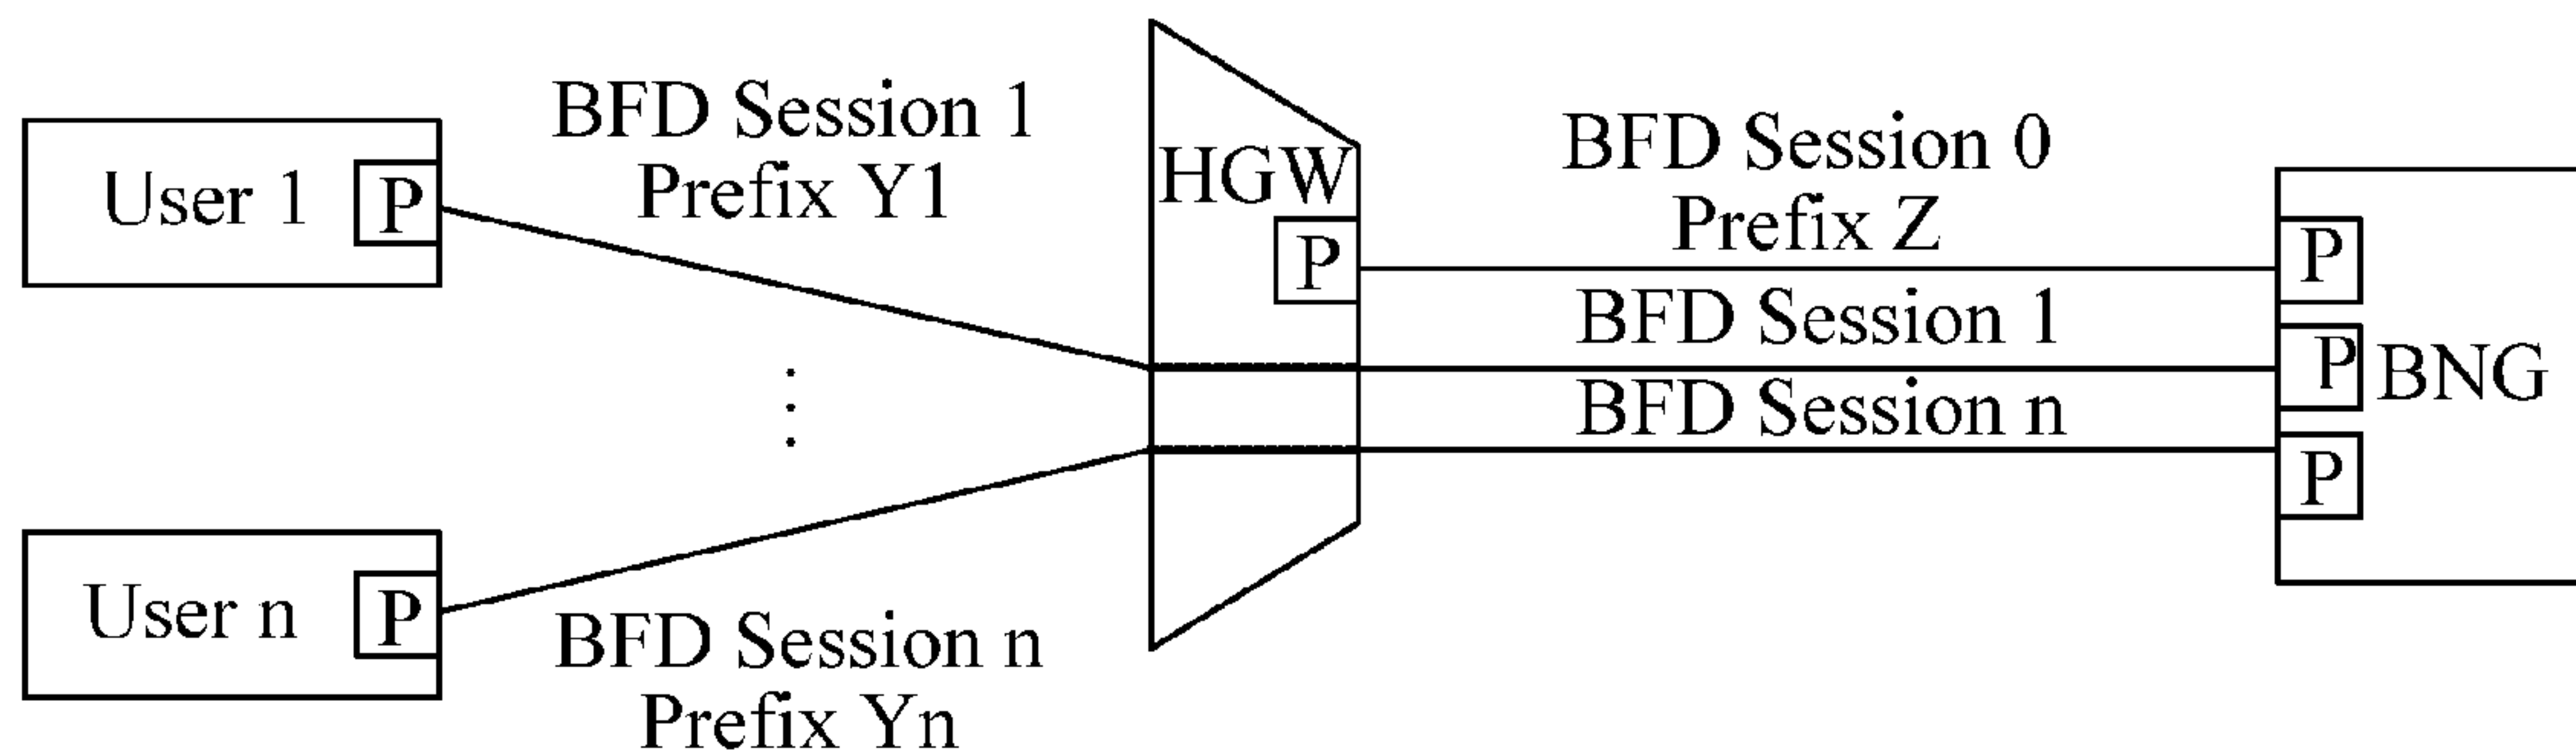 BFD Session 1
Prefix Y1
User 1
P
HGW
P
BFD Session 0
Prefix Z
BFD Session 1
BFD Session n
P
P
BNG
P
User n
P
BFD Session n
Prefix Yn